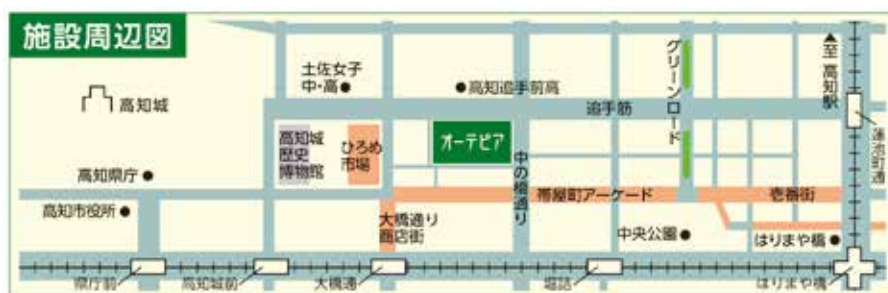 施設周辺図
高知城
土佐女子
中・高
高知追手前高
グリーンロード
▲至 高知駅
追手筋
蓮池町通
高知城
歴史
博物館
ひろめ
市場
オーテピア
中の橋通り
高知県庁
高知市役所
帯屋町アーケード
壱番街
大橋通り
商店街
中央公園
はりまや橋
県庁前
高知城前
大橋通
堀詰
はりまや橋